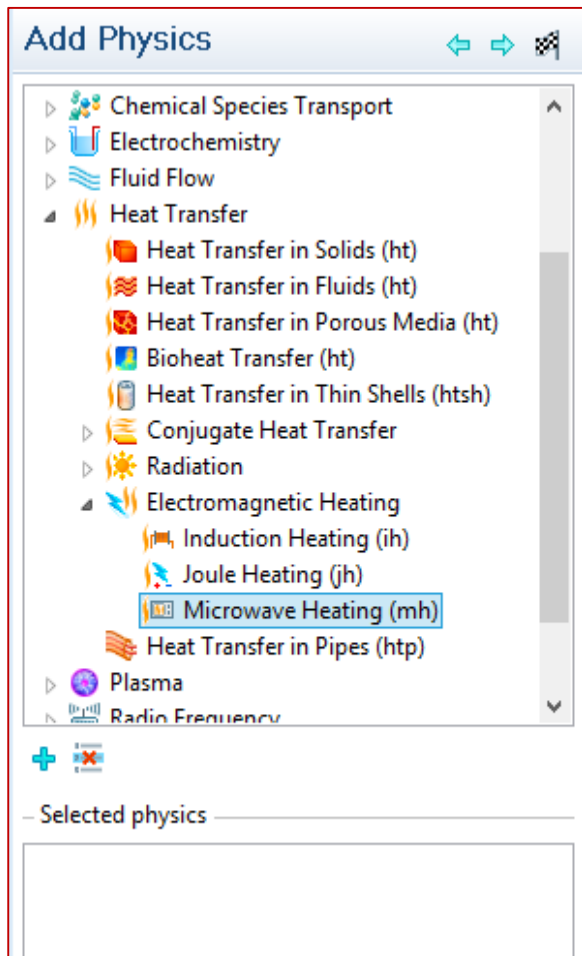 Add Physics
Chemical Species Transport
Electrochemistry
Fluid Flow
Heat Transfer
Heat Transfer in Solids (ht)
Heat Transfer in Fluids (ht)
Heat Transfer in Porous Media (ht)
Bioheat Transfer (ht)
Heat Transfer in Thin Shells (htsh)
Conjugate Heat Transfer
Radiation
Electromagnetic Heating
Induction Heating (ih)
Joule Heating (jh)
Microwave Heating (mh)
Heat Transfer in Pipes (htp)
Plasma
Radio Frequency
Selected physics